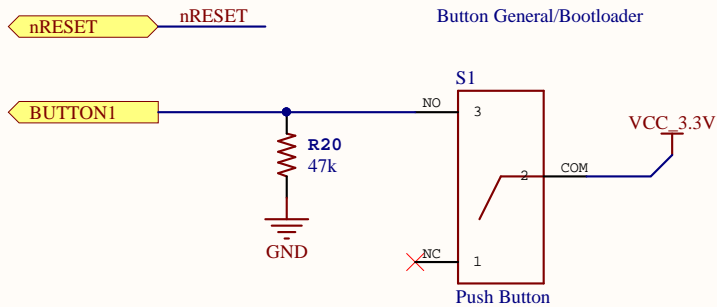 nRESET
nRESET
Button General/Bootloader
S1
BUTTON1
NO
3
VCC_3.3V
R20
47k
2
COM
GND
NC
1
Push Button